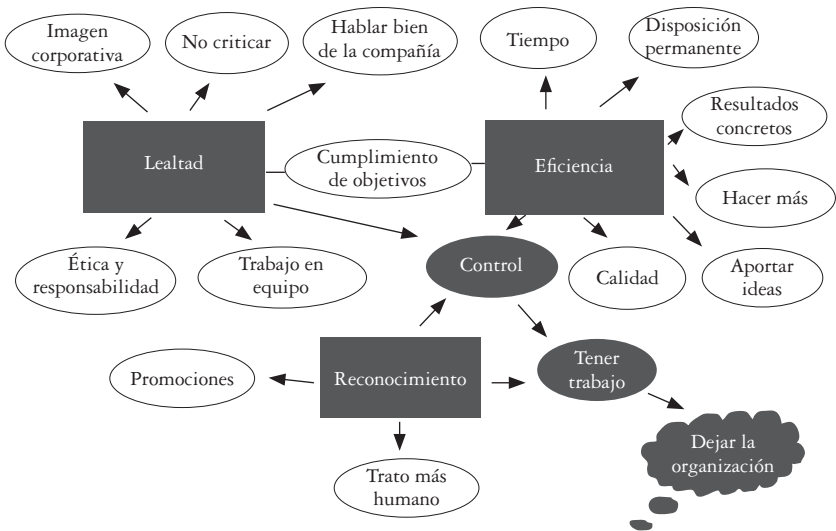 Imagen
corporativa
No criticar
Hablar bien
de la compañía
Tiempo
Disposición
permanente
Resultados
concretos
Lealtad
Cumplimiento
de objetivos
Eficiencia
Hacer más
Ética y
responsabilidad
Trabajo en
equipo
Control
Calidad
Aportar
ideas
Promociones
Reconocimiento
Tener
trabajo
Dejar la
organización
Trato más
humano